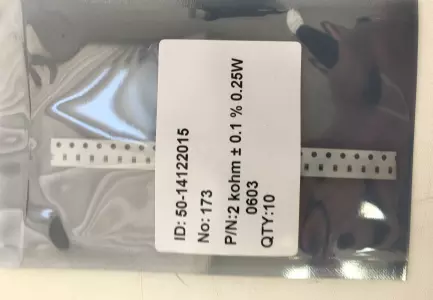 ID: 50-14122015
No: 173
P/N:2 kohm ± 0.1 % 0.25W
0603
QTY:10